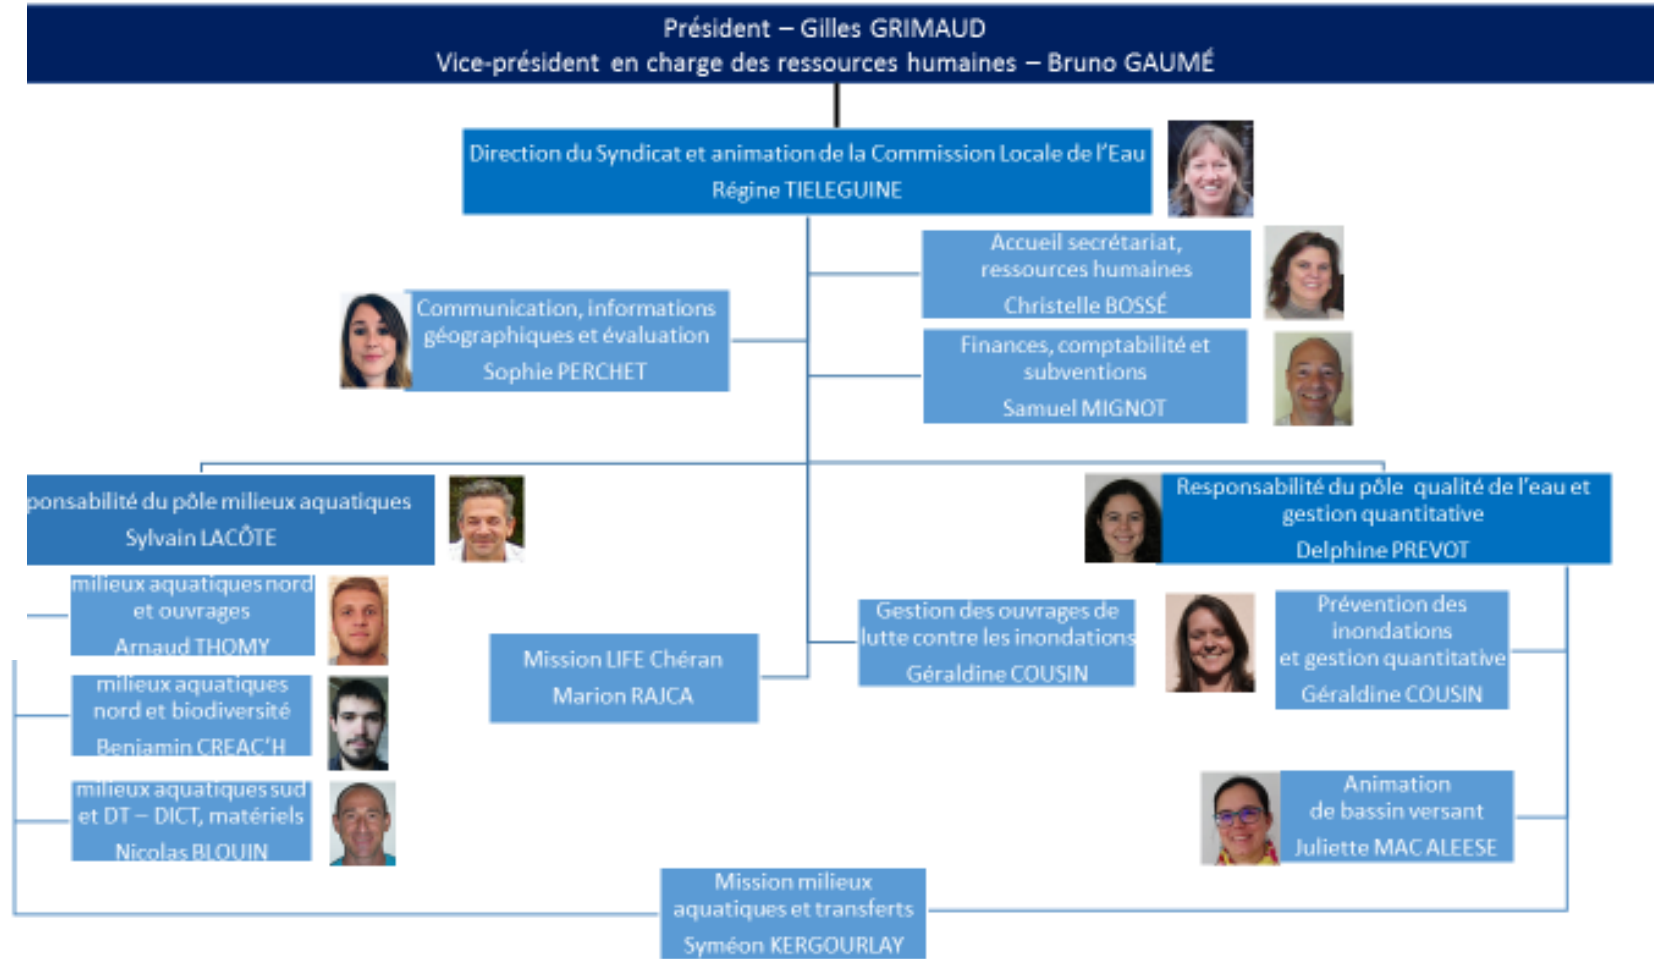 Président – Gilles GRIMAUD
Vice-président en charge des ressources humaines – Bruno GAUMÉ
Direction du Syndicat et animation de la Commission Locale de l’Eau
Régine TIELEGUINE
Accueil secrétariat,
ressources humaines
Christelle BOSSÉ
Communication, informations
géographiques et évaluation
Sophie PERCHET
Finances, comptabilité et
subventions
Samuel MIGNOT
ponsabilité du pôle milieux aquatiques
Sylvain LACÔTE
Responsabilité du pôle qualité de l’eau et
gestion quantitative
Delphine PREVOT
milieux aquatiques nord
et ouvrages
Arnaud THOMY
milieux aquatiques
nord et biodiversité
Benjamin CREAC’H
milieux aquatiques sud
et DT – DICT, matériels
Nicolas BLOUIN
Mission LIFE Chéran
Marion RAJCA
Gestion des ouvrages de
lutte contre les inondations
Géraldine COUSIN
Prévention des
inondations
et gestion quantitative
Géraldine COUSIN
Animation
de bassin versant
Juliette MAC ALEESE
Mission milieux
aquatiques et transferts
Syméon KERGOURLAY